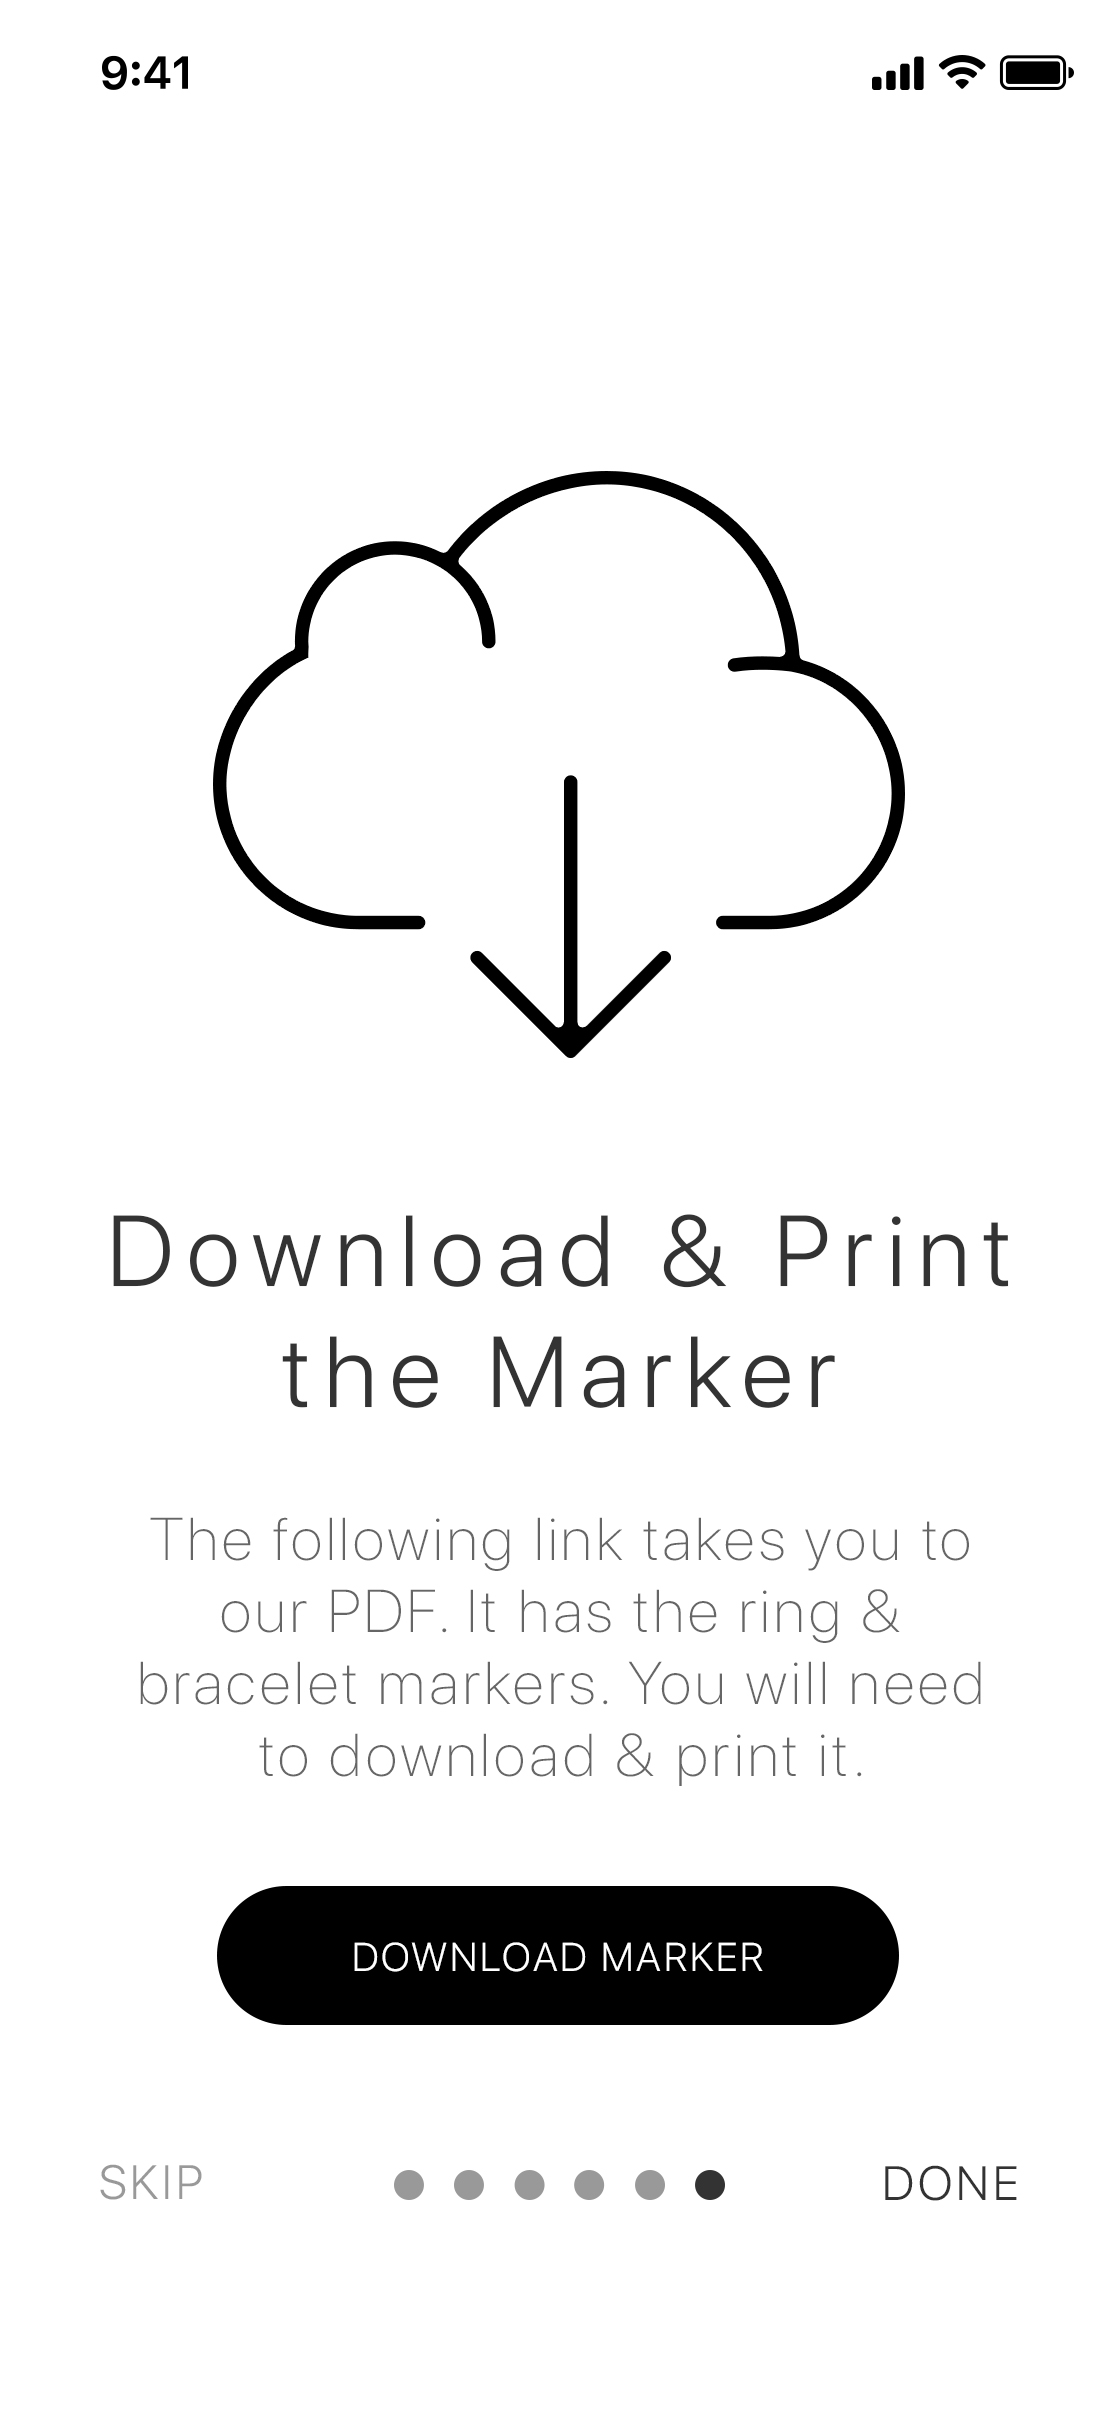 9:41
Download & Print
the Marker
The following link takes you to
our PDF. It has the ring &
bracelet markers. You will need
to download & print it.
DOWNLOAD MARKER
SKIP
DONE